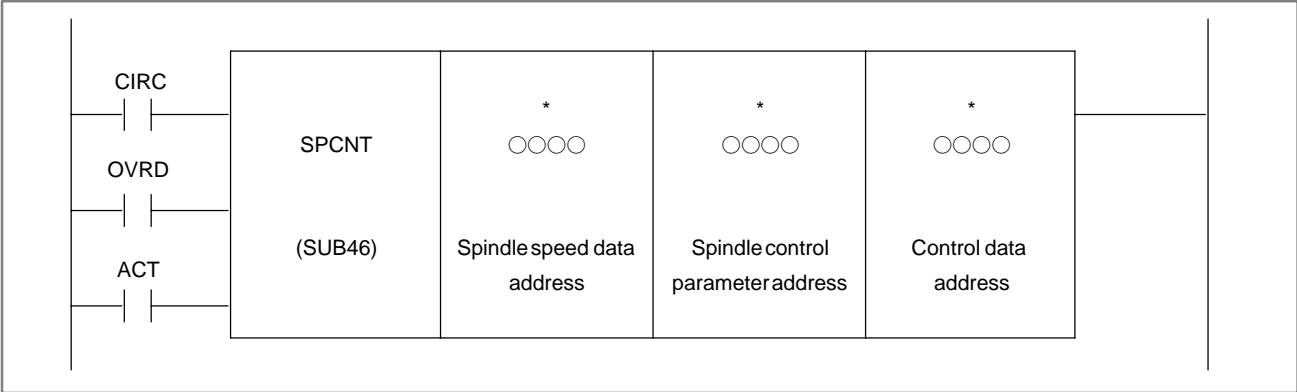 CIRC
OVRD
ACT
SPCNT
(SUB46)
*
○○○○
Spindle speed data
address
*
○○○○
Spindle control
parameter address
*
○○○○
Control data
address